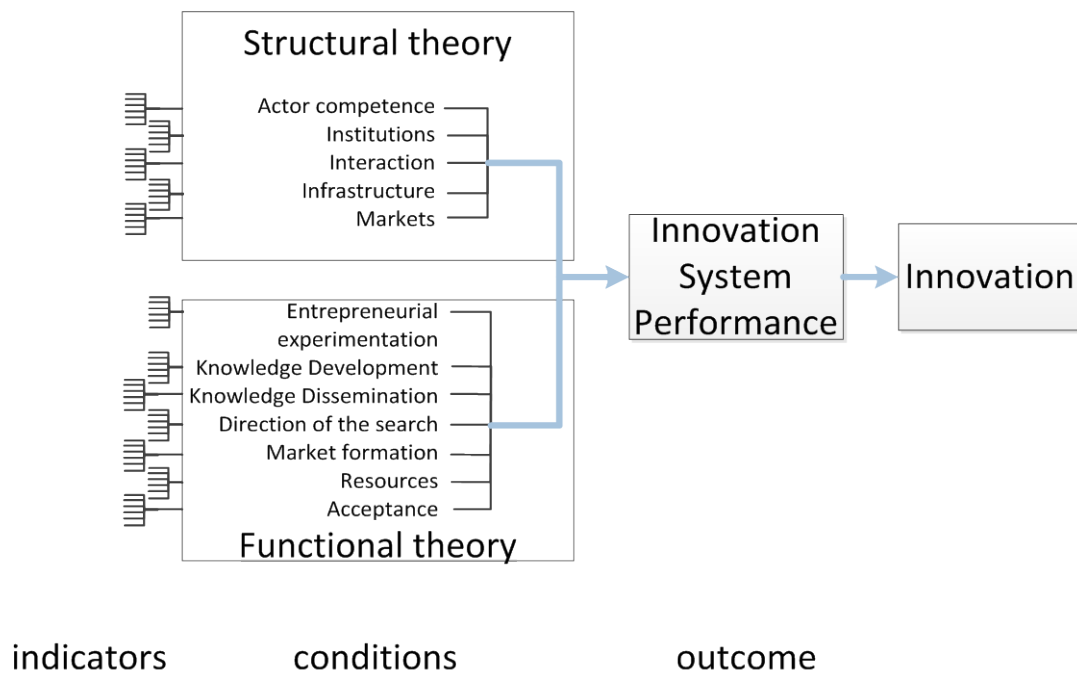 Structural theory
Actor competence
Institutions
Interaction
Infrastructure
Markets
Entrepreneurial
experimentation
Knowledge Development
Knowledge Dissemination
Direction of the search
Market formation
Resources
Acceptance
Functional theory
Innovation
System
Performance
Innovation
indicators
conditions
outcome